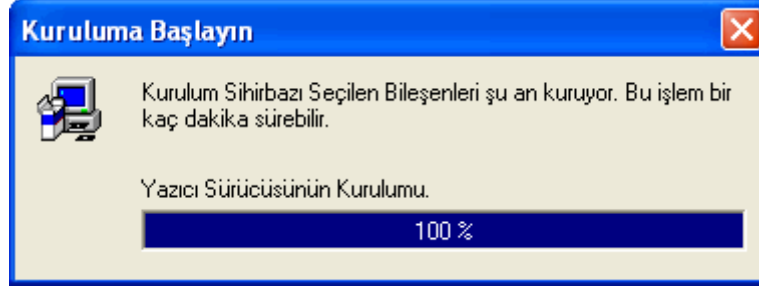 Kuruluma Başlayın
Kurulum Sihirbazı Seçilen Bileşenleri şu an kuruyor. Bu işlem bir
kaç dakika sürebilir.
Yazıcı Sürücüsünün Kurulumu.
100 %